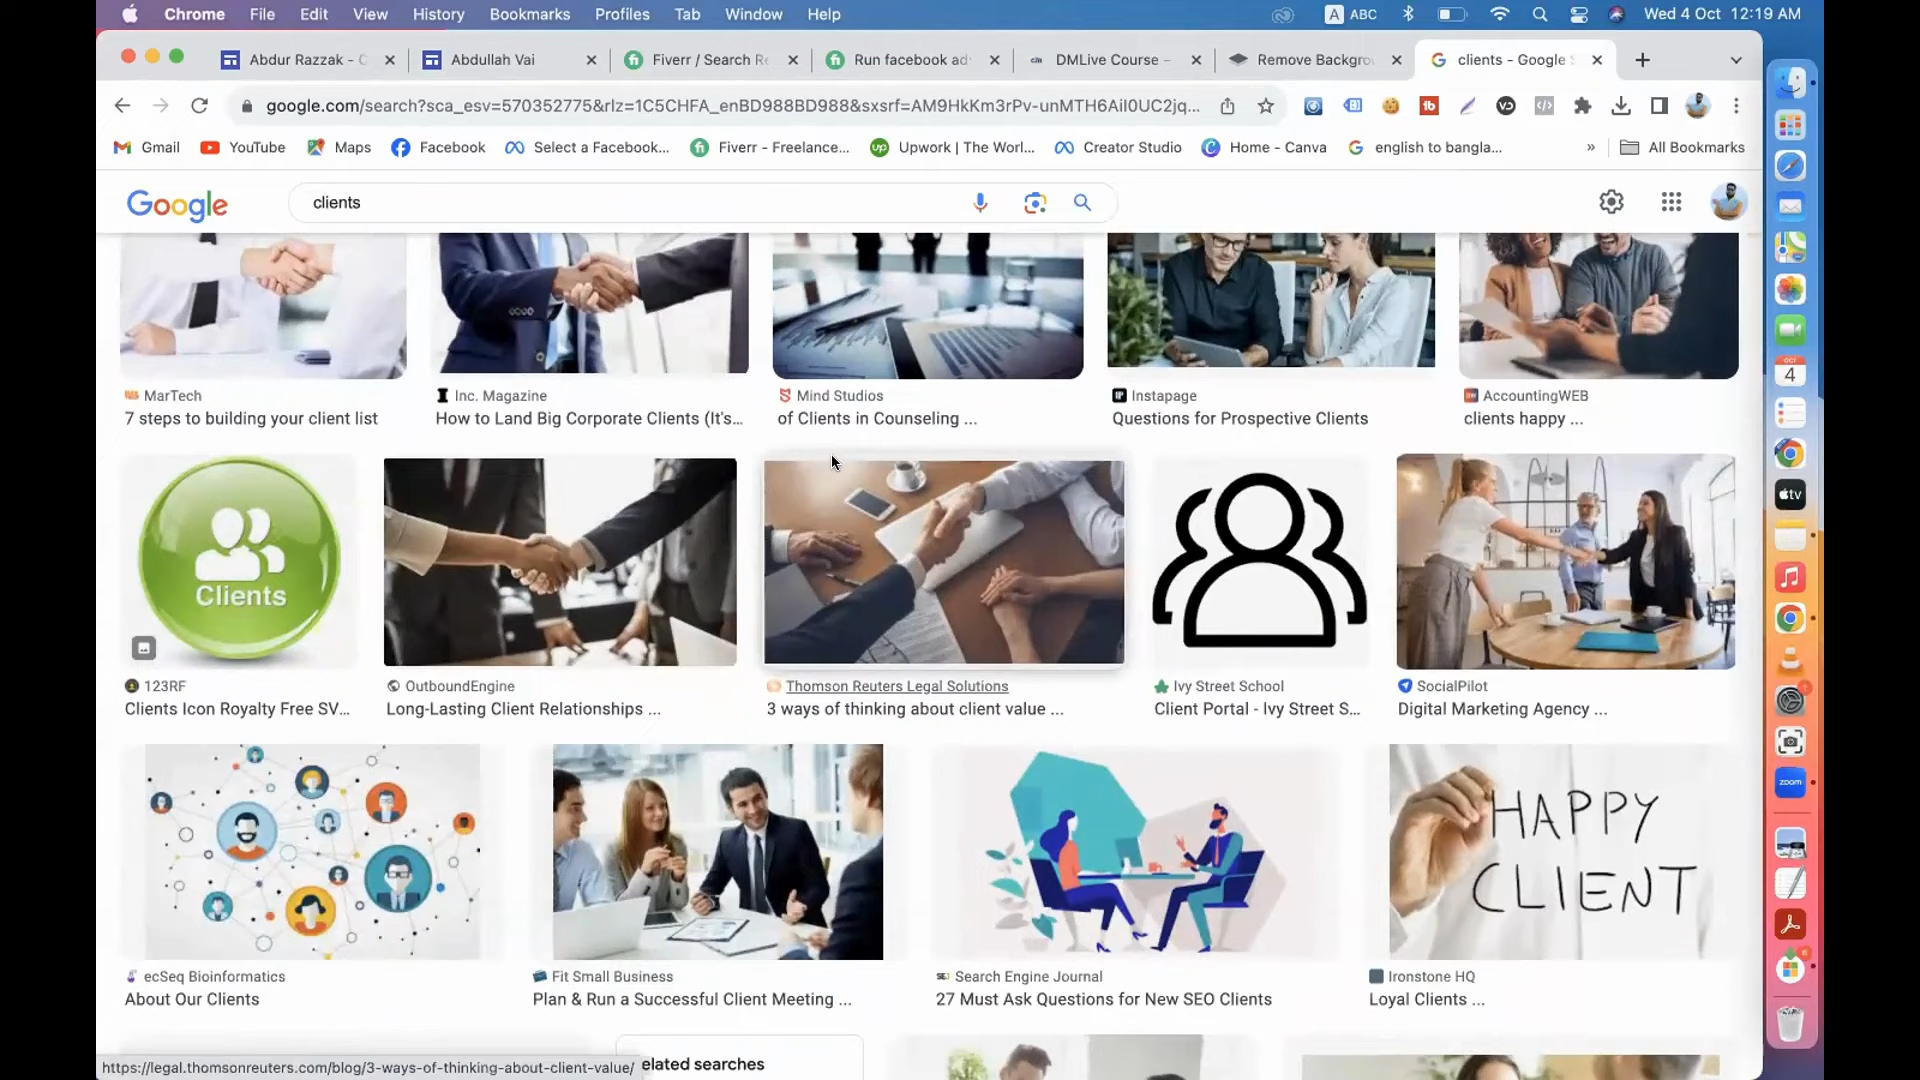 Chrome File Edit View History Bookmarks Profiles Tab Window Help A ABC Wed 4 Oct 12:19 AM
Abdur Razzak - C Abdullah Vai Fiverr / Search Re Run facebook ad DMLive Course – Remove Backgrou clients - Google S
google.com/search?sca_esv=570352775&rlz=1C5CHFA_enBD988BD988&sxsrf=AM9HkKm3rPv-unMTH6Ail0UC2jq...
Gmail YouTube Maps Facebook Select a Facebook... Fiverr - Freelance... Upwork | The Worl... Creator Studio Home - Canva english to bangla... » All Bookmarks
Google clients
MarTech Inc. Magazine Mind Studios Instapage AccountingWEB
7 steps to building your client list How to Land Big Corporate Clients (It's... of Clients in Counseling ... Questions for Prospective Clients clients happy ...
Clients
123RF OutboundEngine Thomson Reuters Legal Solutions Ivy Street School SocialPilot
Clients Icon Royalty Free SV... Long-Lasting Client Relationships ... 3 ways of thinking about client value ... Client Portal - Ivy Street S... Digital Marketing Agency ...
HAPPY
CLIENT
ecSeq Bioinformatics Fit Small Business Search Engine Journal Ironstone HQ
About Our Clients Plan & Run a Successful Client Meeting ... 27 Must Ask Questions for New SEO Clients Loyal Clients ...
elated searches
https://legal.thomsonreuters.com/blog/3-ways-of-thinking-about-client-value/
OCT
4
tv
zoom